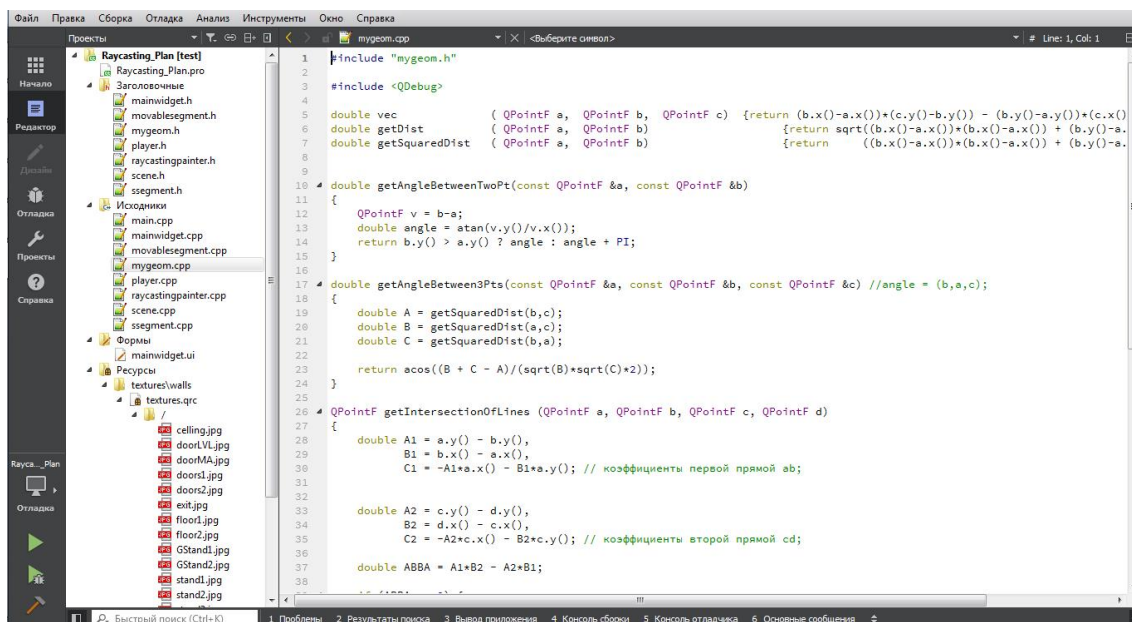 Файл Правка Сборка Отладка Анализ Инструменты Окно Справка
Проекты
mygeom.cpp
<Выберите символ>
# Line: 1, Col: 1
Начало
Редактор
Дизайн
Отладка
Проекты
Справка
Rayca..._Plan
Отладка
Raycasting_Plan [test]
Raycasting_Plan.pro
Заголовочные
mainwidget.h
movablesegment.h
mygeom.h
player.h
raycastingpainter.h
scene.h
ssegment.h
Исходники
main.cpp
mainwidget.cpp
movablesegment.cpp
mygeom.cpp
player.cpp
raycastingpainter.cpp
scene.cpp
ssegment.cpp
Формы
mainwidget.ui
Ресурсы
textures\walls
textures.qrc
/
celling.jpg
doorLVL.jpg
doorMA.jpg
doors1.jpg
doors2.jpg
exit.jpg
floor1.jpg
floor2.jpg
GStand1.jpg
GStand2.jpg
stand1.jpg
stand2.jpg
1 #include "mygeom.h"
2
3 #include <QDebug>
4
5 double vec ( QPointF a, QPointF b, QPointF c) {return (b.x()-a.x())*(c.y()-b.y()) - (b.y()-a.y())*(c.x()
6 double getDist ( QPointF a, QPointF b) {return sqrt((b.x()-a.x())*(b.x()-a.x()) + (b.y()-a.
7 double getSquaredDist ( QPointF a, QPointF b) {return ((b.x()-a.x())*(b.x()-a.x()) + (b.y()-a.
8
9
10 double getAngleBetweenTwoPt(const QPointF &a, const QPointF &b)
11 {
12 QPointF v = b-a;
13 double angle = atan(v.y()/v.x());
14 return b.y() > a.y() ? angle : angle + PI;
15 }
16
17 double getAngleBetween3Pts(const QPointF &a, const QPointF &b, const QPointF &c) //angle = (b,a,c);
18 {
19 double A = getSquaredDist(b,c);
20 double B = getSquaredDist(a,c);
21 double C = getSquaredDist(b,a);
22
23 return acos((B + C - A)/(sqrt(B)*sqrt(C)*2));
24 }
25
26 QPointF getIntersectionOfLines (QPointF a, QPointF b, QPointF c, QPointF d)
27 {
28 double A1 = a.y() - b.y(),
29 B1 = b.x() - a.x(),
30 C1 = -A1*a.x() - B1*a.y(); // коэффициенты первой прямой ab;
31
32
33 double A2 = c.y() - d.y(),
34 B2 = d.x() - c.x(),
35 C2 = -A2*c.x() - B2*c.y(); // коэффициенты второй прямой cd;
36
37 double ABBA = A1*B2 - A2*B1;
38
Быстрый поиск (Ctrl+K)
1 Проблемы 2 Результаты поиска 3 Вывод приложения 4 Консоль сборки 5 Консоль отладчика 6 Основные сообщения